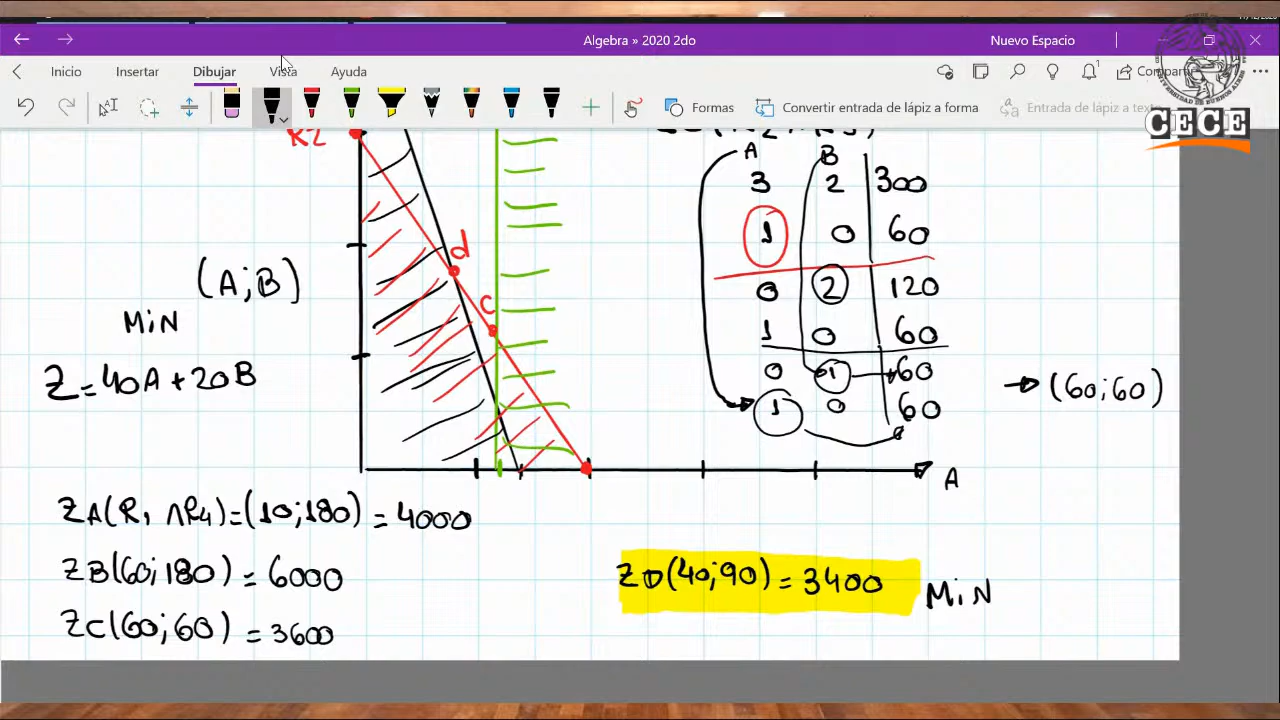 Algebra » 2020 2do
Nuevo Espacio
Inicio
Insertar
Dibujar
Vista
Ayuda
Compartir
Formas
Convertir entrada de lápiz a forma
Entrada de lápiz a texto
CECE
R2
A B
3 2 300
1 0 60
0 2 120
1 0 60
0 1 60
1 0 60
→ (60;60)
d
c
(A;B)
MiN
Z=40A+20B
A
ZA(R1 ∩ R4)=(10;180) = 4000
ZB(60;180) = 6000
ZC(60;60) = 3600
ZD(40;90) = 3400
MiN